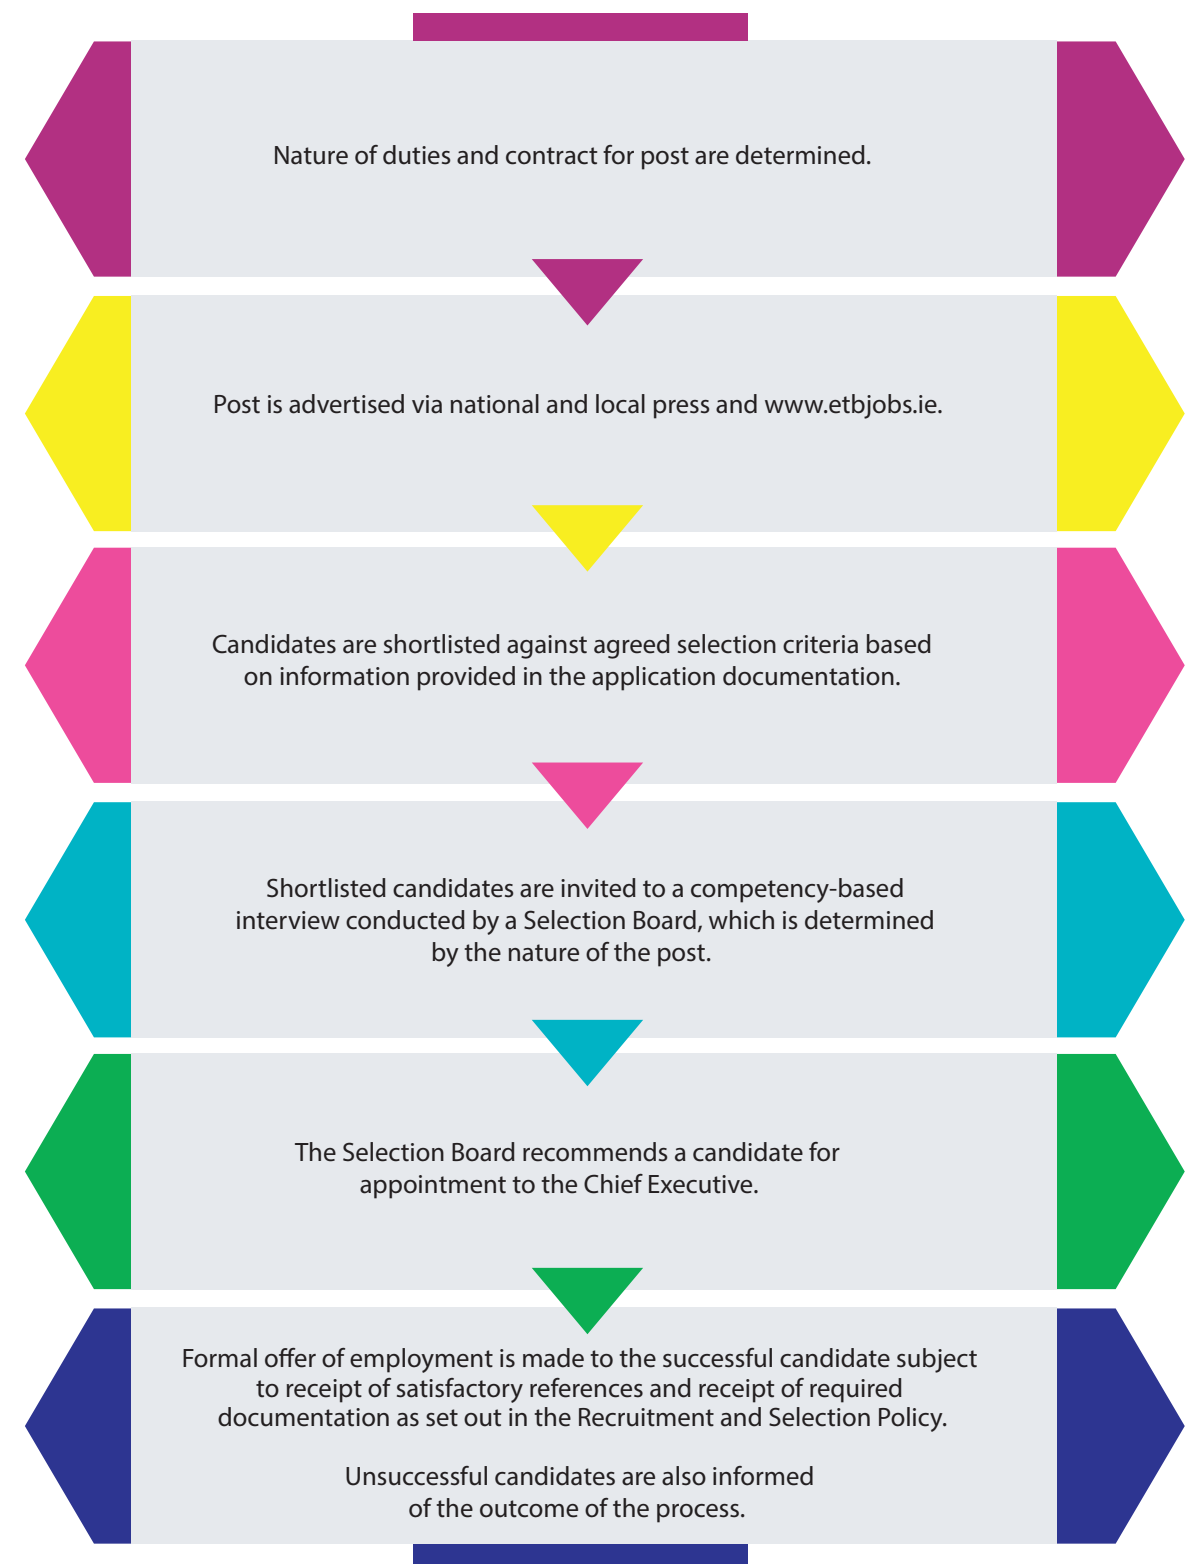 Nature of duties and contract for post are determined.
Post is advertised via national and local press and www.etbjobs.ie.
Candidates are shortlisted against agreed selection criteria based
on information provided in the application documentation.
Shortlisted candidates are invited to a competency-based
interview conducted by a Selection Board, which is determined
by the nature of the post.
The Selection Board recommends a candidate for
appointment to the Chief Executive.
Formal offer of employment is made to the successful candidate subject
to receipt of satisfactory references and receipt of required
documentation as set out in the Recruitment and Selection Policy.
Unsuccessful candidates are also informed
of the outcome of the process.